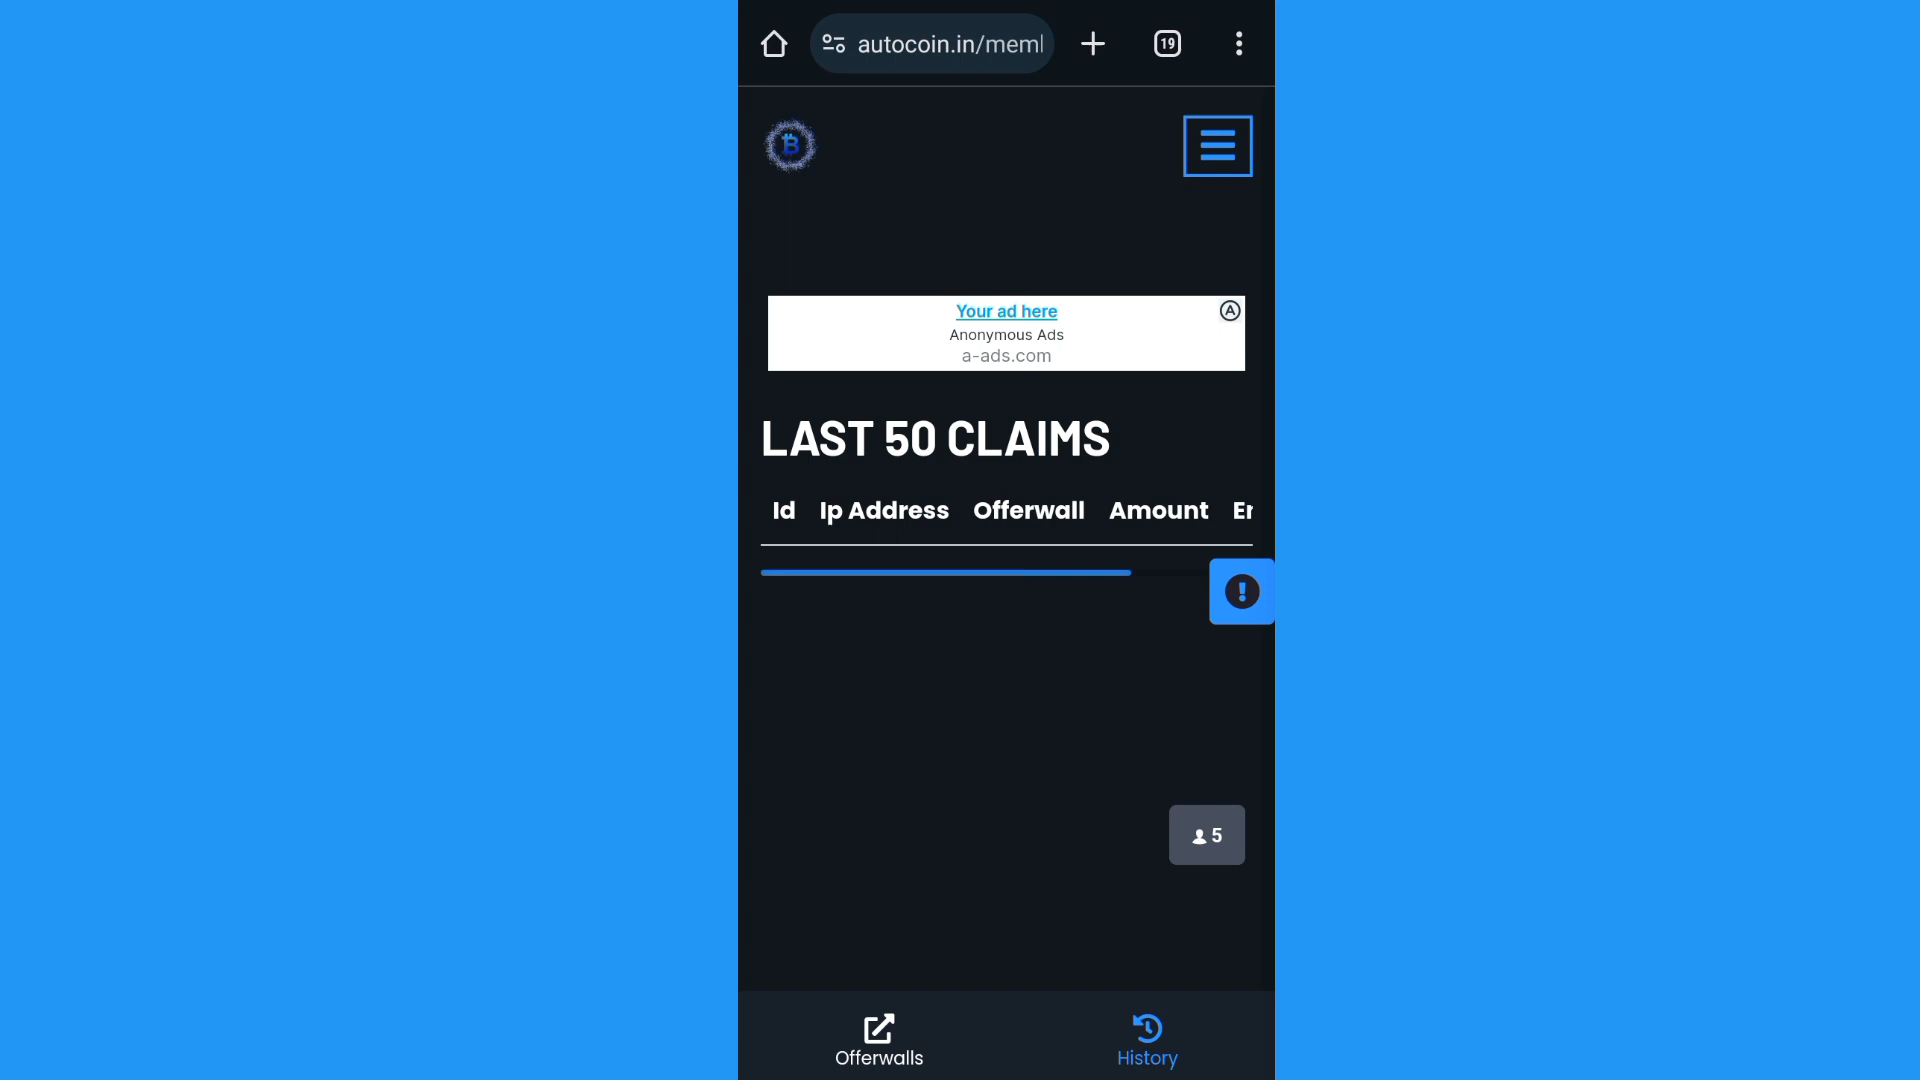 autocoin.in/meml
19
Your ad here
Anonymous Ads
a-ads.com
LAST 50 CLAIMS
Id Ip Address Offerwall Amount Er
5
Offerwalls
History